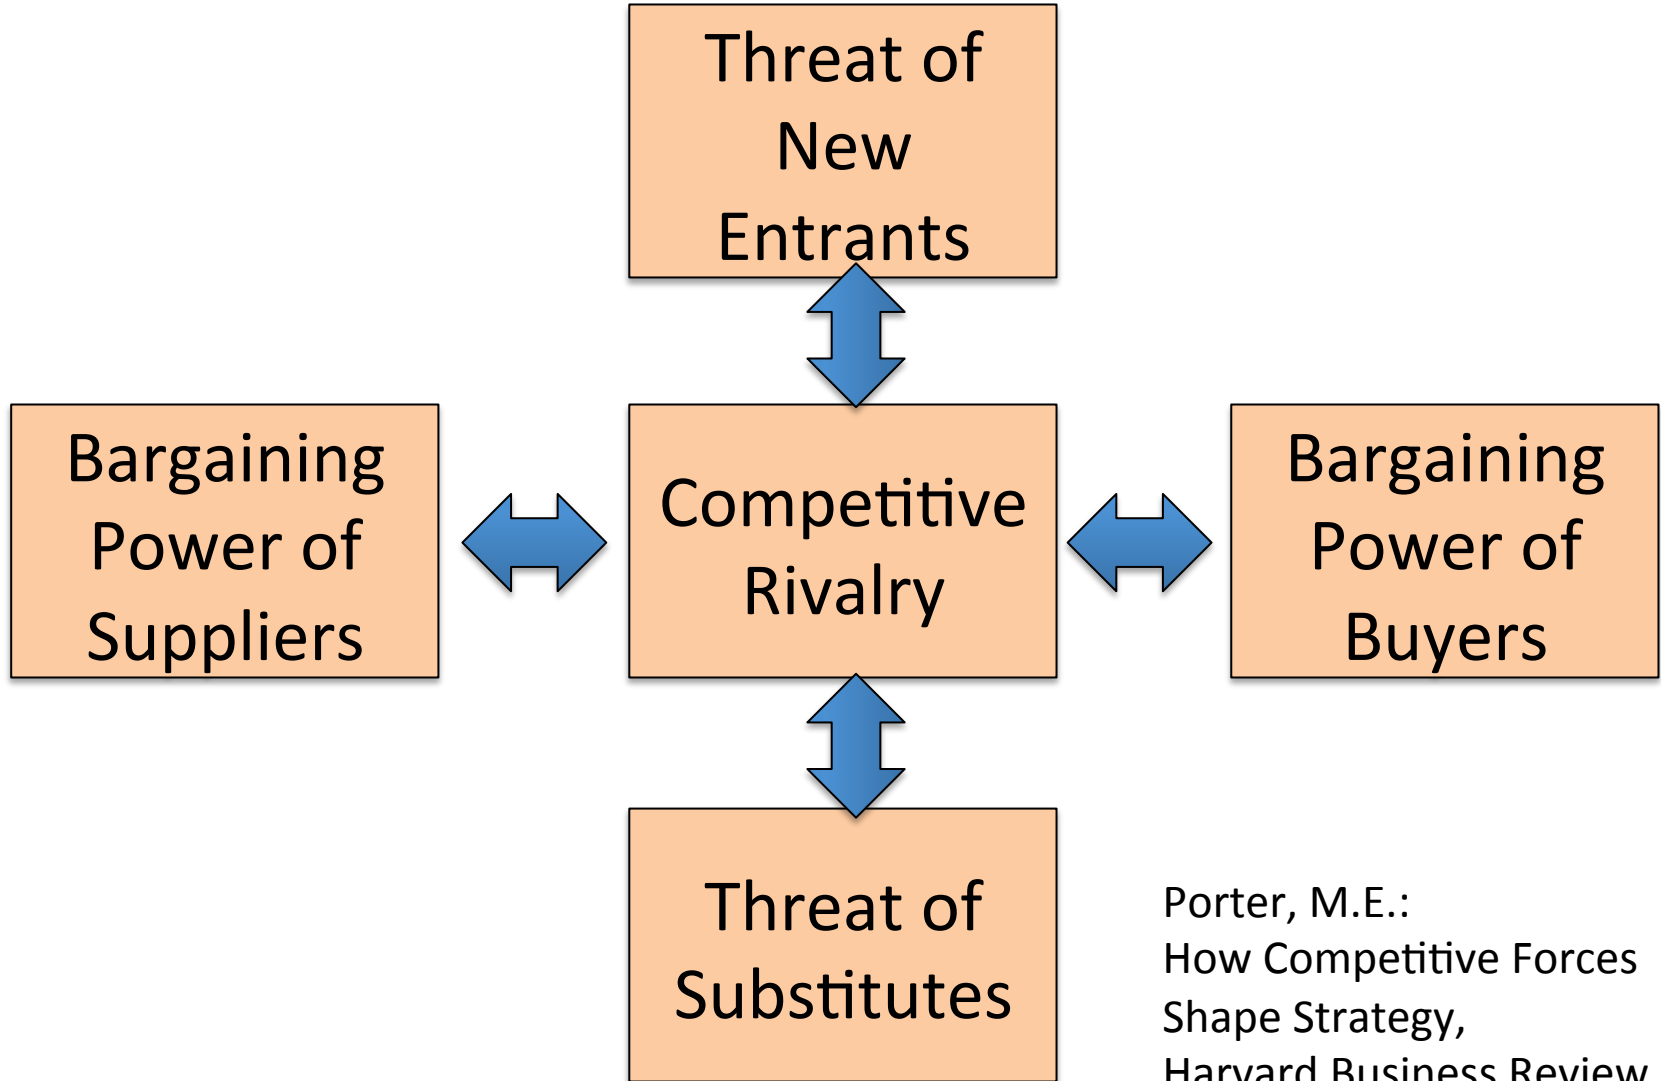 Threat of
New
Entrants
Bargaining
Power of
Suppliers
Competitive
Rivalry
Bargaining
Power of
Buyers
Threat of
Substitutes
Porter, M.E.:
How Competitive Forces
Shape Strategy,
Harvard Business Review